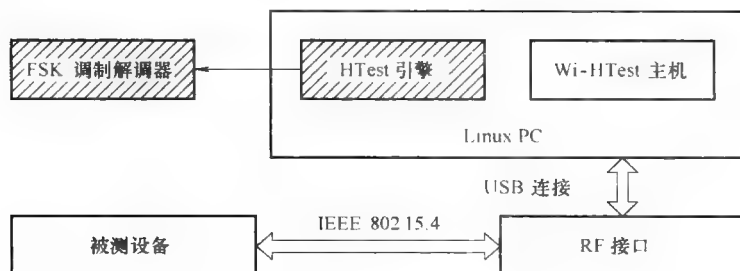 FSK 调制解调器
HTest 引擎
Wi-HTest 主机
Linux PC
USB 连接
IEEE 802 15.4
被测设备
RF 接口